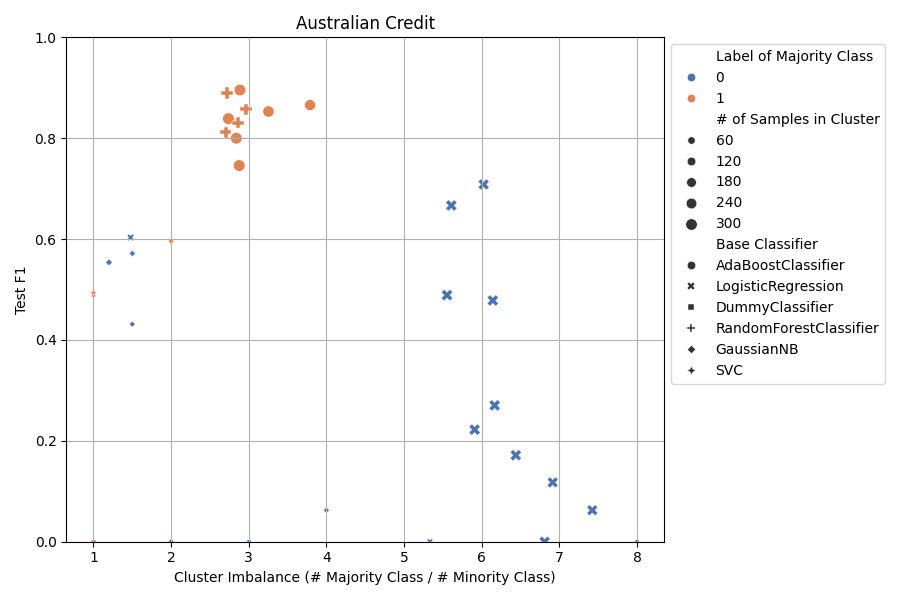 Australian Credit
Test F1
1.0
0.8
0.6
0.4
0.2
0.0
1 2 3 4 5 6 7 8
Cluster Imbalance (# Majority Class / # Minority Class)
Label of Majority Class
0
1
# of Samples in Cluster
60
120
180
240
300
Base Classifier
AdaBoostClassifier
LogisticRegression
DummyClassifier
RandomForestClassifier
GaussianNB
SVC